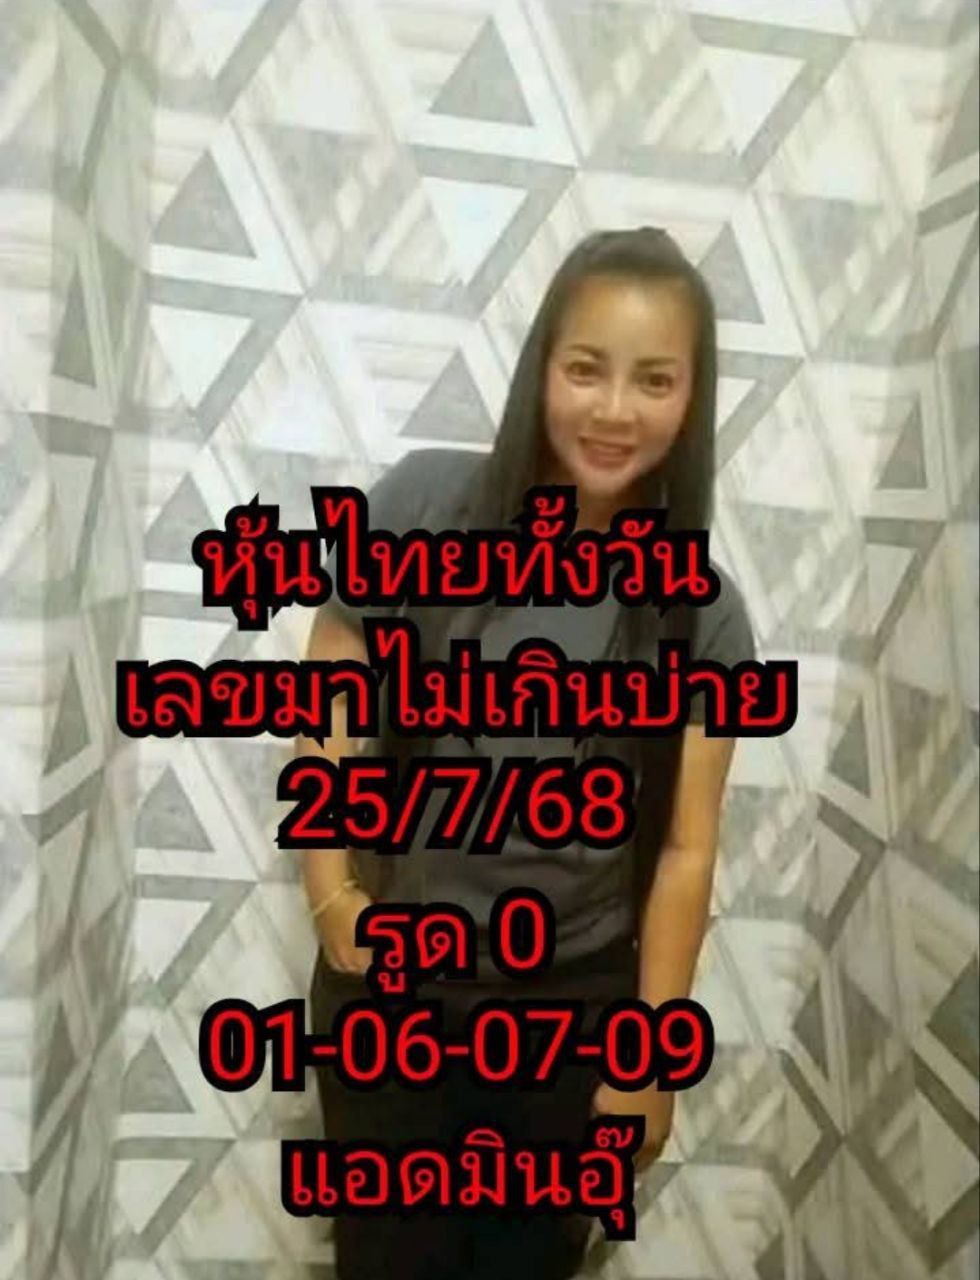 หุ้นไทยทั้งวัน
เลขมาไม่เกินบ่าย
25/7/68
รูด 0
01-06-07-09
แอดมินอุ๊